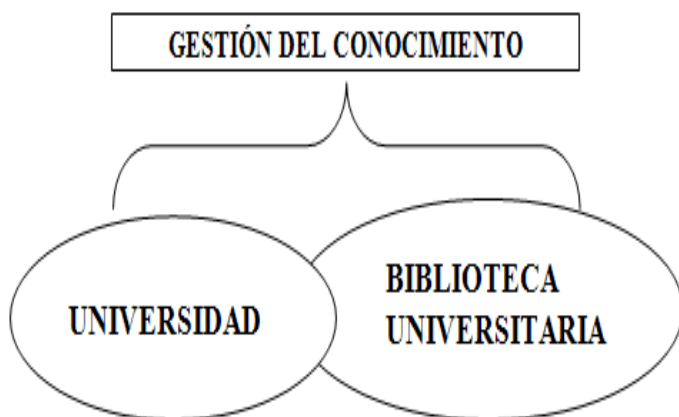 GESTIÓN DEL CONOCIMIENTO
UNIVERSIDAD
BIBLIOTECA
UNIVERSITARIA